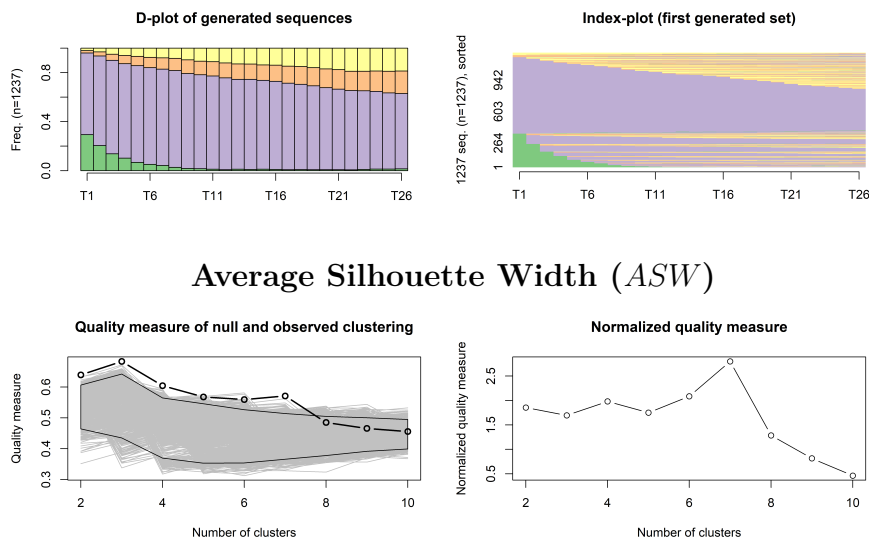 D-plot of generated sequences
Freq. (n=1237)
0.0 0.4 0.8
T1 T6 T11 T16 T21 T26
Index-plot (first generated set)
1237 seq. (n=1237), sorted
1 264 603 942
T1 T6 T11 T16 T21 T26
Average Silhouette Width (ASW)
Quality measure of null and observed clustering
Quality measure
0.3 0.4 0.5 0.6
2 4 6 8 10
Number of clusters
Normalized quality measure
Normalized quality measure
0.5 1.5 2.5
2 4 6 8 10
Number of clusters